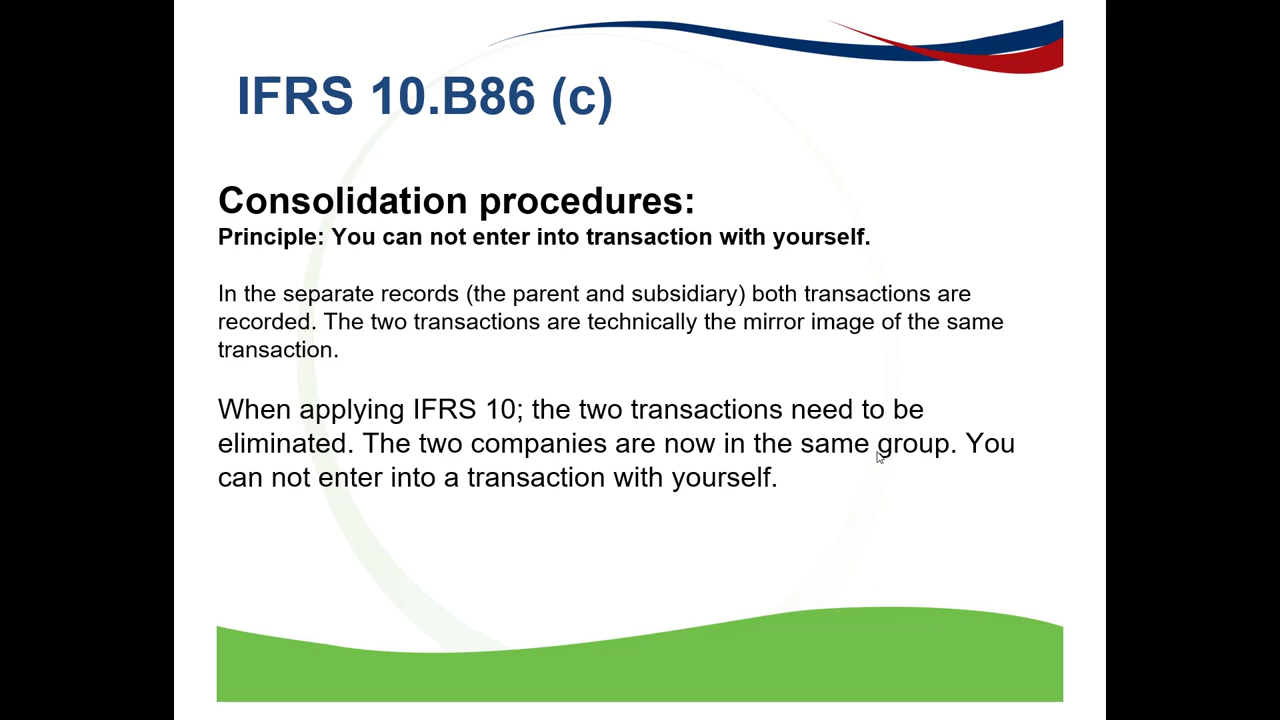 IFRS 10.B86 (c)
Consolidation procedures:
Principle: You can not enter into transaction with yourself.
In the separate records (the parent and subsidiary) both transactions are
recorded. The two transactions are technically the mirror image of the same
transaction.
When applying IFRS 10; the two transactions need to be
eliminated. The two companies are now in the same group. You
can not enter into a transaction with yourself.